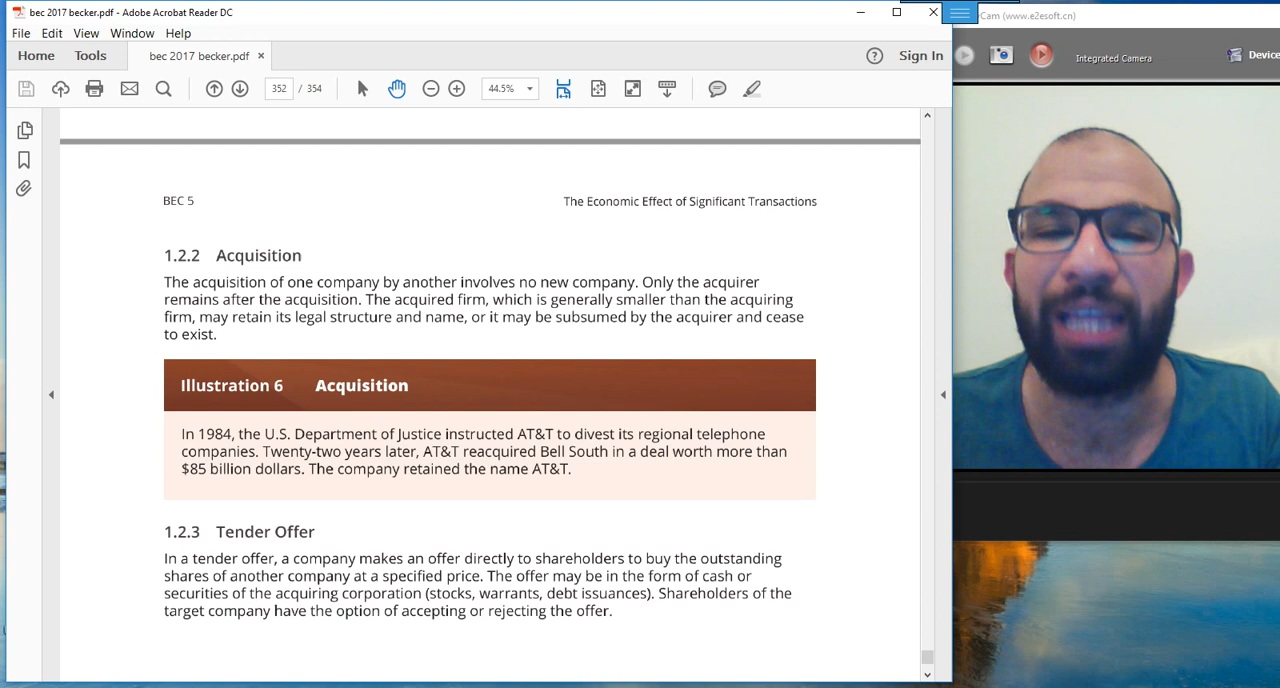 bec 2017 becker.pdf - Adobe Acrobat Reader DC
Cam (www.e2esoft.cn)
File Edit View Window Help
Home Tools bec 2017 becker.pdf × Sign In
Integrated Camera Device
352 / 354 44.5%
BEC 5 The Economic Effect of Significant Transactions
1.2.2 Acquisition
The acquisition of one company by another involves no new company. Only the acquirer
remains after the acquisition. The acquired firm, which is generally smaller than the acquiring
firm, may retain its legal structure and name, or it may be subsumed by the acquirer and cease
to exist.
Illustration 6 Acquisition
In 1984, the U.S. Department of Justice instructed AT&T to divest its regional telephone
companies. Twenty-two years later, AT&T reacquired Bell South in a deal worth more than
$85 billion dollars. The company retained the name AT&T.
1.2.3 Tender Offer
In a tender offer, a company makes an offer directly to shareholders to buy the outstanding
shares of another company at a specified price. The offer may be in the form of cash or
securities of the acquiring corporation (stocks, warrants, debt issuances). Shareholders of the
target company have the option of accepting or rejecting the offer.